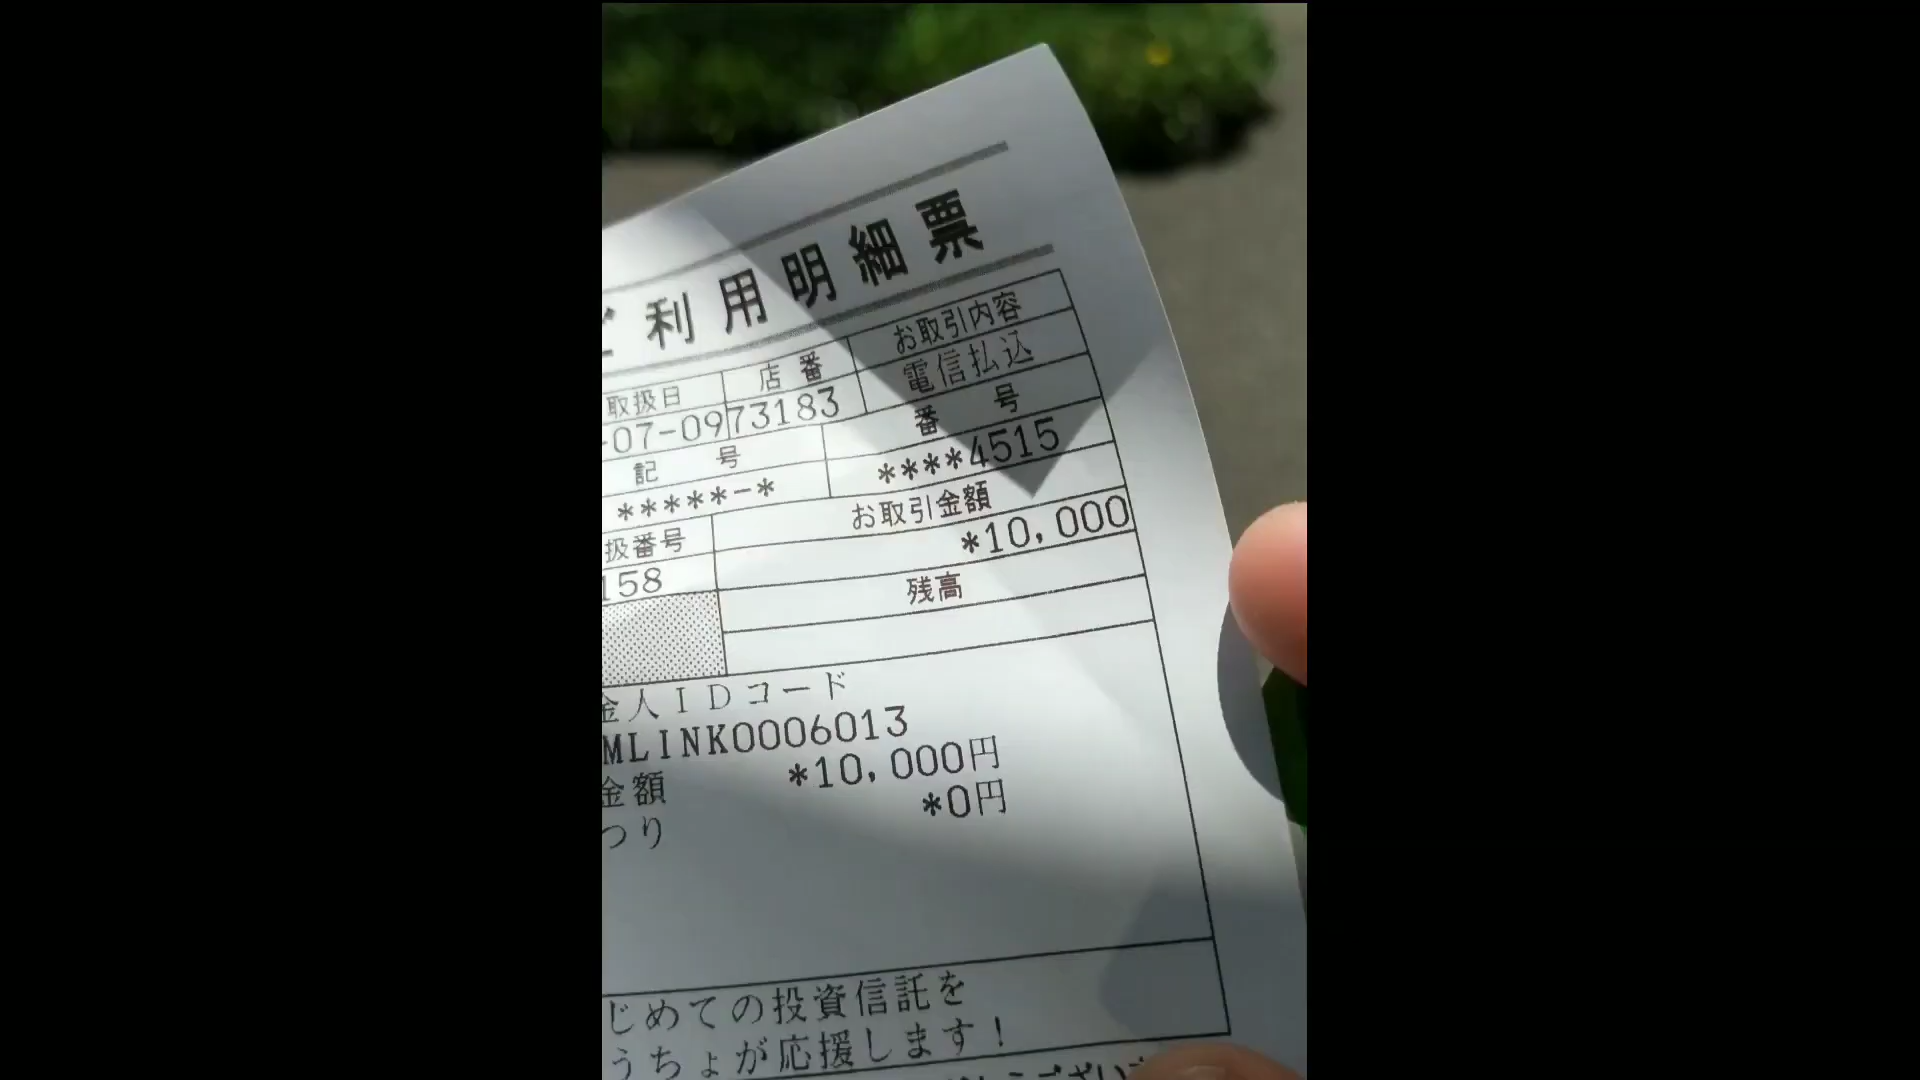 ご利用明細票
取扱日 店番 お取引内容
-07-09 73183 電信払込
記号 番号
*****-* ****4515
扱番号 お取引金額
158 *10,000
残高
金人IDコード
MLINK0006013
金額 *10,000円
つり *0円
じめての投資信託を
うちょが応援します!